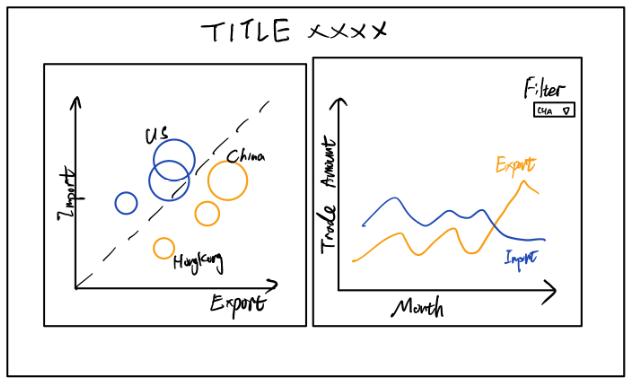 TITLE XXXX
US
China
Import
HongKong
Export
Filter
CHA
Trade Amount
Export
Import
Month